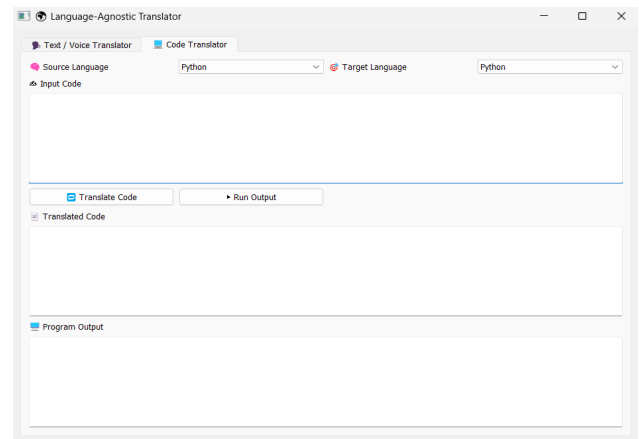 Language-Agnostic Translator
Text / Voice Translator Code Translator
Source Language Python Target Language Python
Input Code
Translate Code Run Output
Translated Code
Program Output